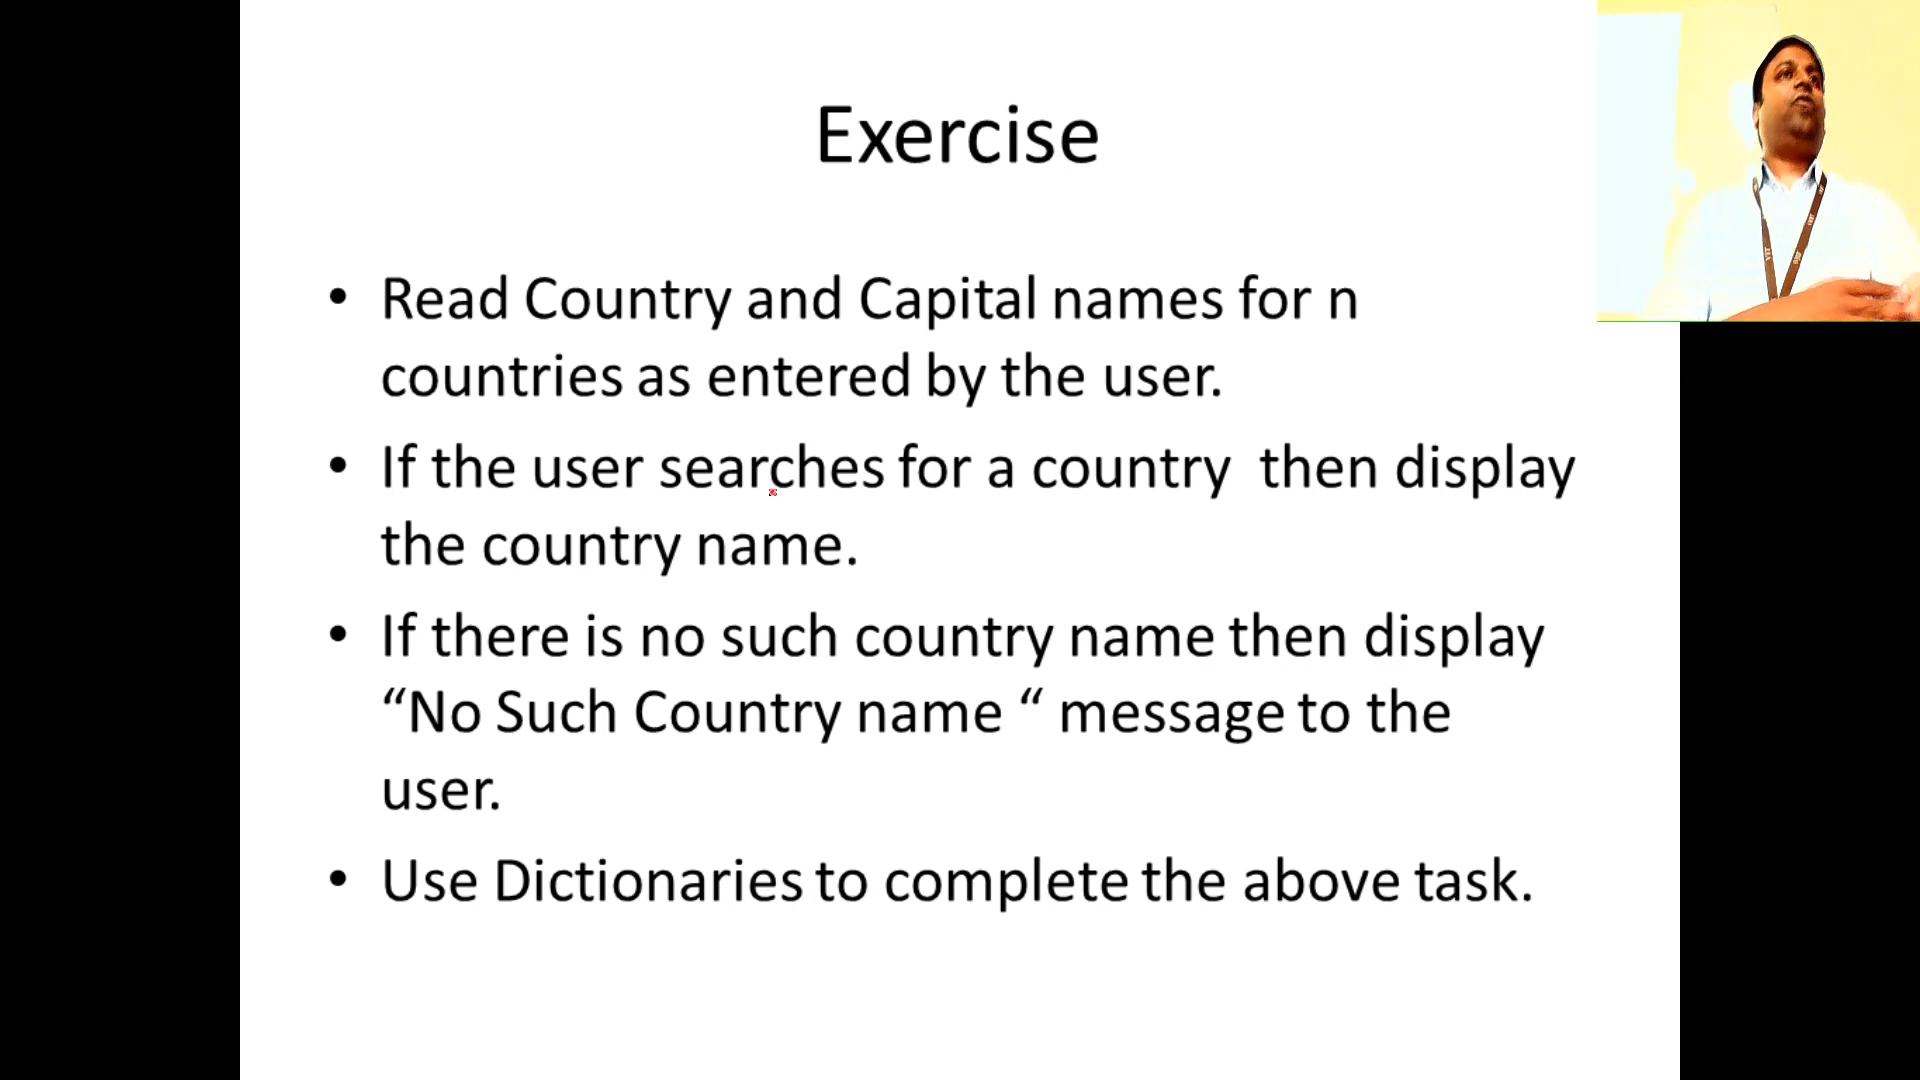 Exercise
• Read Country and Capital names for n
countries as entered by the user.
• If the user searches for a country  then display
the country name.
• If there is no such country name then display
“No Such Country name “ message to the
user.
• Use Dictionaries to complete the above task.